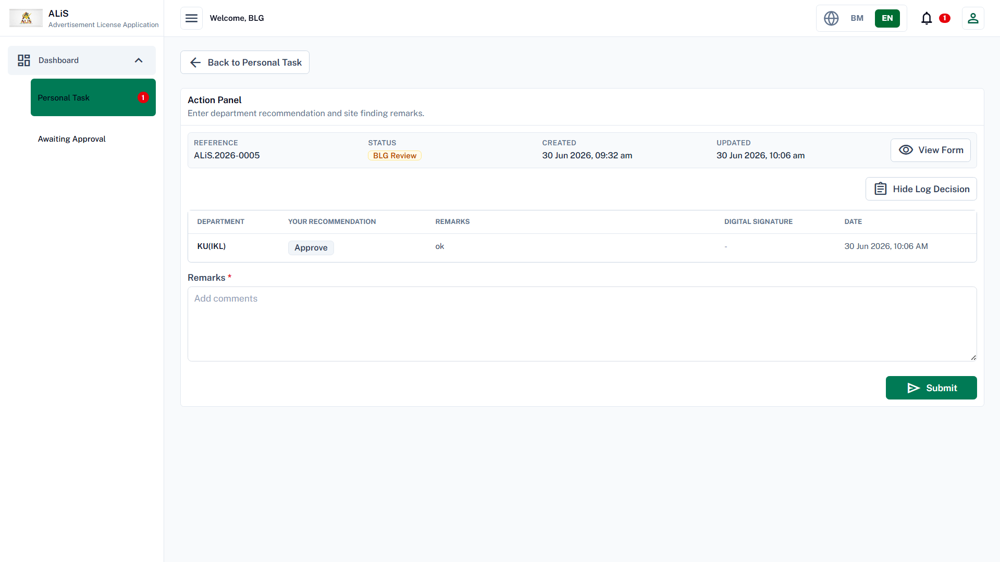 ALiS
ALiS
Advertisement License Application
Welcome, BLG
BM
EN
1
Dashboard
Personal Task
1
Awaiting Approval
Back to Personal Task
Action Panel
Enter department recommendation and site finding remarks.
REFERENCE
ALiS.2026-0005
STATUS
BLG Review
CREATED
30 Jun 2026, 09:32 am
UPDATED
30 Jun 2026, 10:06 am
View Form
Hide Log Decision
DEPARTMENT YOUR RECOMMENDATION REMARKS DIGITAL SIGNATURE DATE
KU(IKL) Approve ok - 30 Jun 2026, 10:06 AM
Remarks *
Add comments
Submit